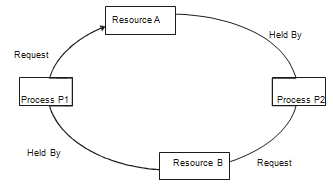 Resource A
Held By
Request
Process P1
Process P2
Held By
Resource B
Request